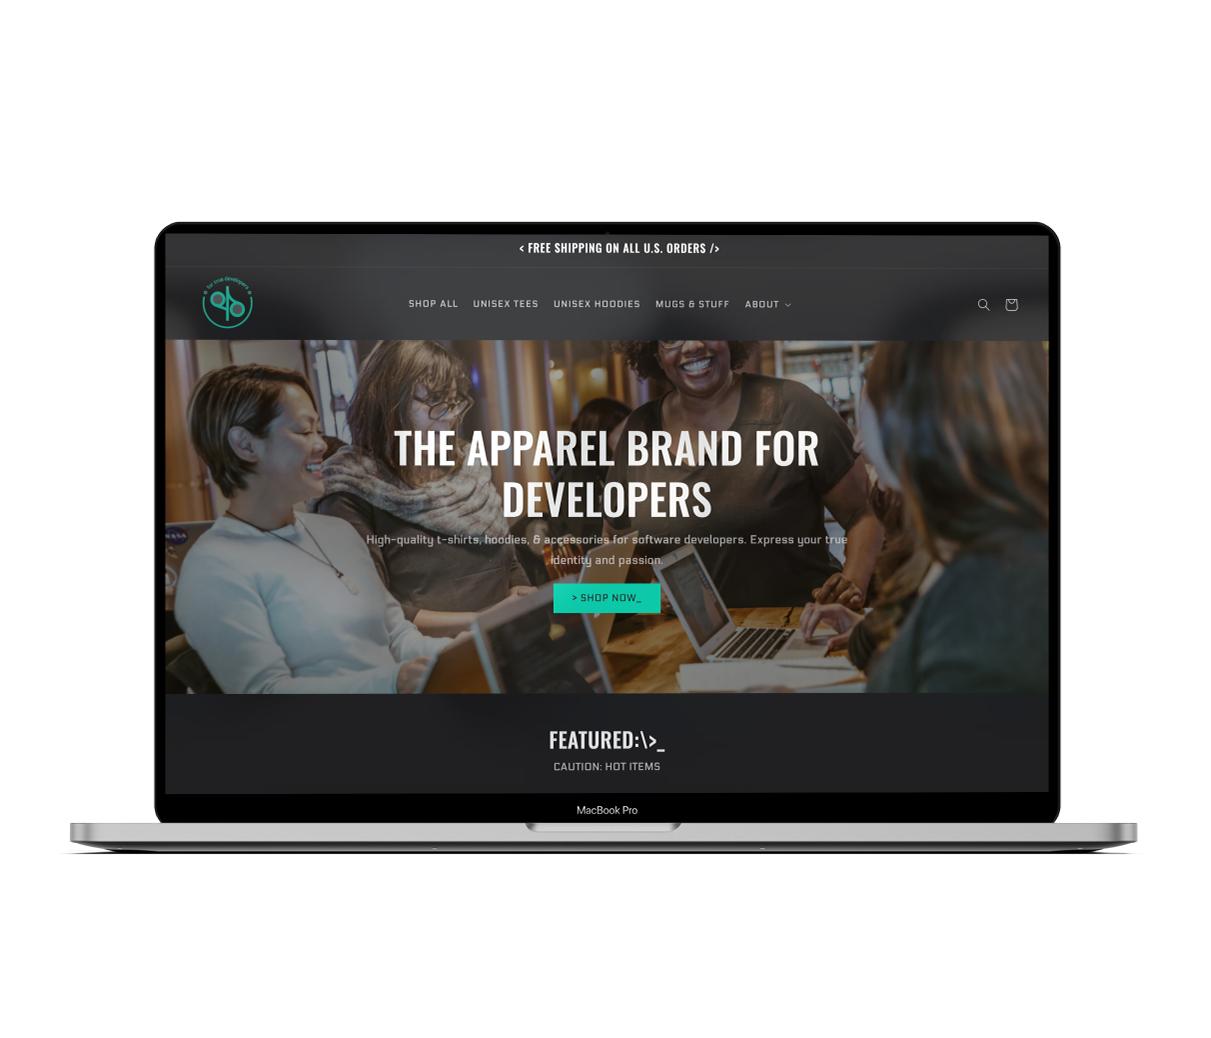 < FREE SHIPPING ON ALL U.S. ORDERS />
for true developers
SHOP ALL UNISEX TEES UNISEX HOODIES MUGS & STUFF ABOUT
THE APPAREL BRAND FOR
DEVELOPERS
High-quality t-shirts, hoodies, & accessories for software developers. Express your true
identity and passion.
NASA
> SHOP NOW_
FEATURED:\>_
CAUTION: HOT ITEMS
MacBook Pro